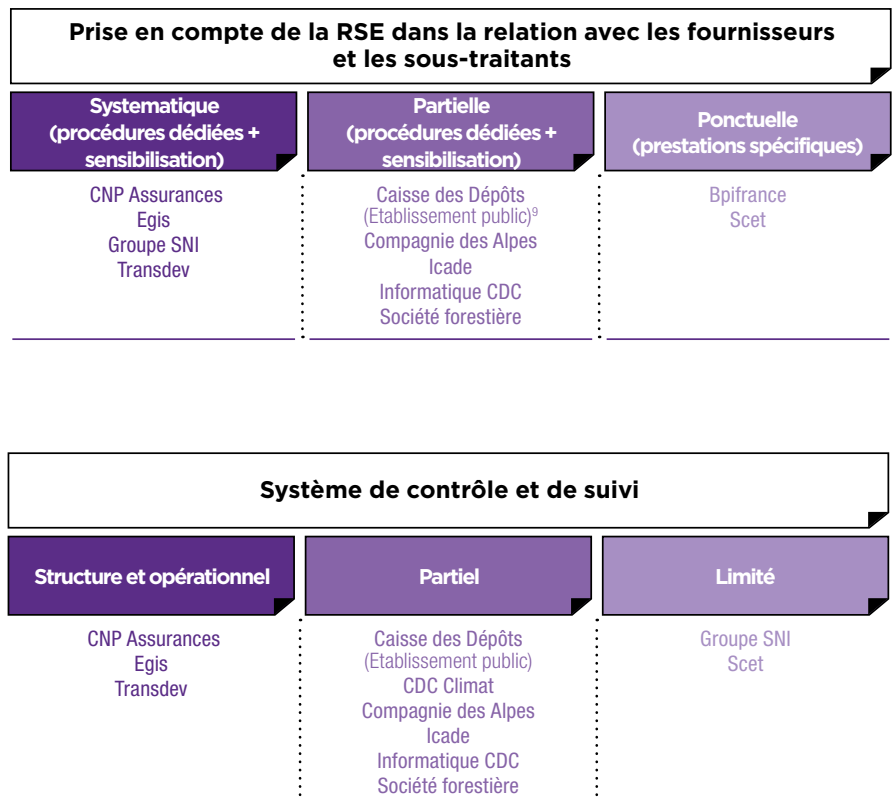 Prise en compte de la RSE dans la relation avec les fournisseurs
et les sous-traitants
Systematique
(procédures dédiées +
sensibilisation)
Partielle
(procédures dédiées +
sensibilisation)
Ponctuelle
(prestations spécifiques)
CNP Assurances
Egis
Groupe SNI
Transdev
Caisse des Dépôts
(Etablissement public)⁹
Compagnie des Alpes
Icade
Informatique CDC
Société forestière
Bpifrance
Scet
Système de contrôle et de suivi
Structure et opérationnel
Partiel
Limité
CNP Assurances
Egis
Transdev
Caisse des Dépôts
(Etablissement public)
CDC Climat
Compagnie des Alpes
Icade
Informatique CDC
Société forestière
Groupe SNI
Scet